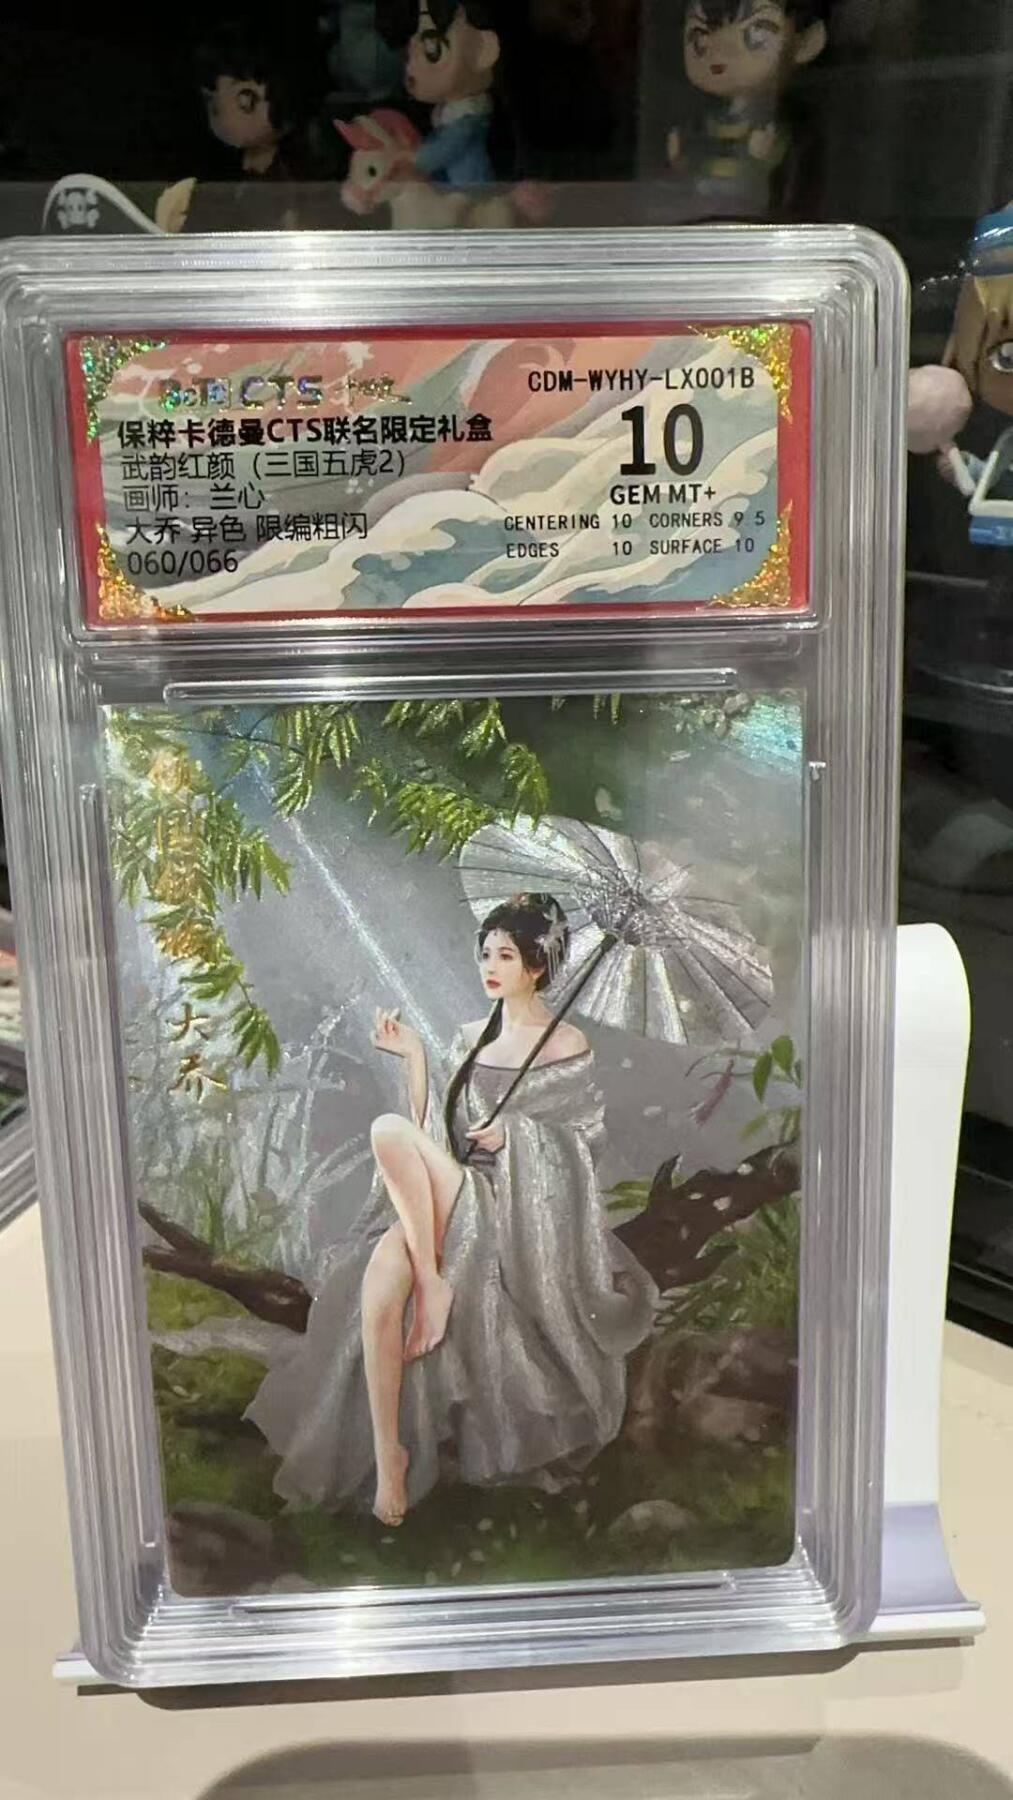 CTS
CDM-WYHY-LX001B
保粹卡德曼CTS联名限定礼盒
武韵红颜（三国五虎2）
画师：兰心
大乔 异色 限编粗闪
060/066
10
GEM MT+
CENTERING 10 CORNERS 9.5
EDGES 10 SURFACE 10
大乔